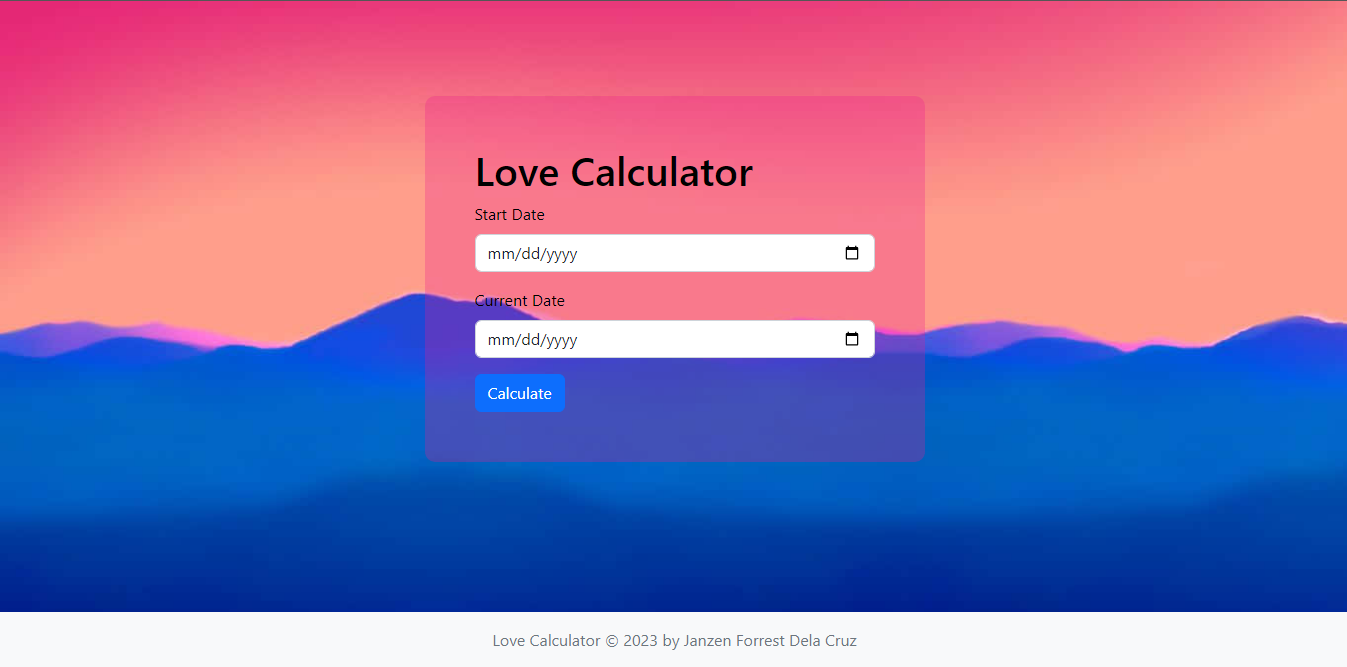 Love Calculator
Start Date
mm/dd/yyyy
Current Date
mm/dd/yyyy
Calculate
Love Calculator © 2023 by Janzen Forrest Dela Cruz